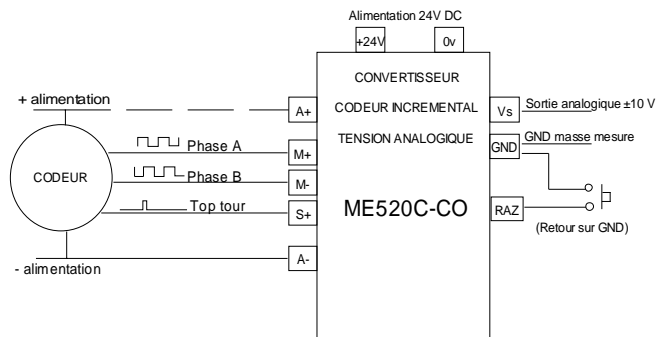 Alimentation 24V DC
+24V
0v
CONVERTISSEUR
CODEUR INCREMENTAL
TENSION ANALOGIQUE
ME520C-CO
+ alimentation
A+
Phase A
M+
CODEUR
Phase B
M-
Top tour
S+
- alimentation
A-
Vs
Sortie analogique ±10 V
GND
GND masse mesure
RAZ
(Retour sur GND)